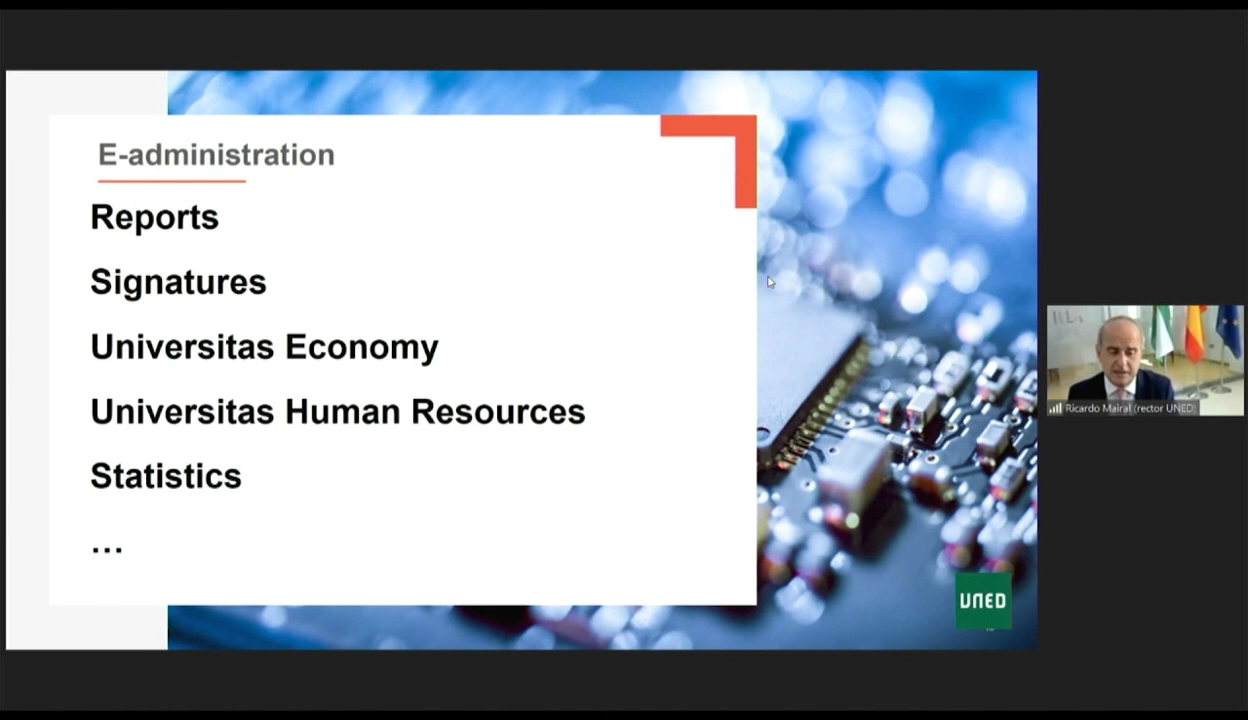 E-administration
Reports
Signatures
Universitas Economy
Universitas Human Resources
Statistics
...
UNED
Ricardo Mairal (rector UNED)